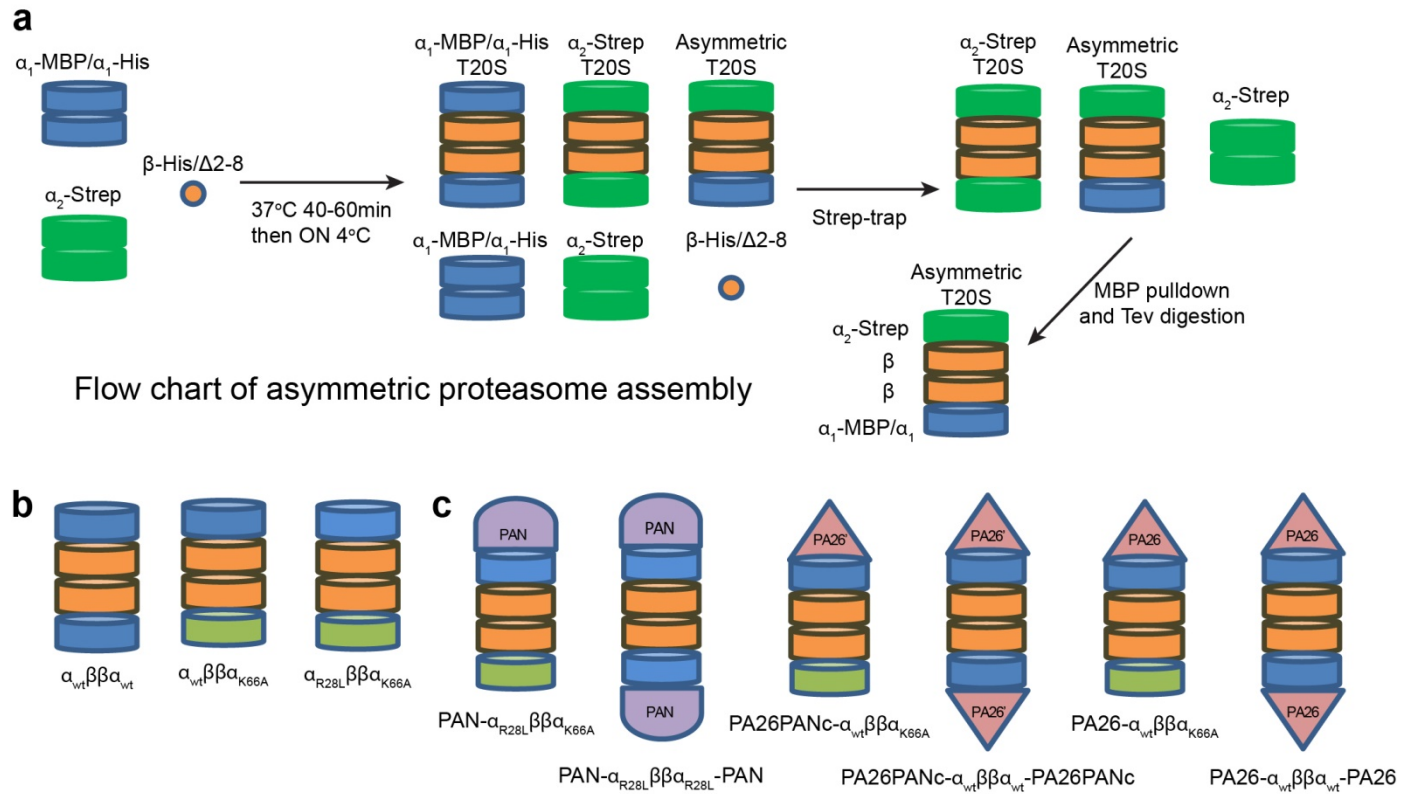 a
α₁-MBP/α₁-His
α₂-Strep
β-His/Δ2-8
37°C 40-60min
then ON 4°C
α₁-MBP/α₁-His
T20S
α₂-Strep
T20S
Asymmetric
T20S
α₁-MBP/α₁-His
α₂-Strep
β-His/Δ2-8
Strep-trap
α₂-Strep
T20S
Asymmetric
T20S
α₂-Strep
MBP pulldown
and Tev digestion
Asymmetric
T20S
α₂-Strep
β
β
α₁-MBP/α₁
Flow chart of asymmetric proteasome assembly
b
αwtββαwt
αwtββαK66A
αR28LββαK66A
c
PAN
PAN-αR28LββαK66A
PAN
PAN
PAN-αR28LββαR28L-PAN
PA26'
PA26PANc-αwtββαK66A
PA26'
PA26'
PA26PANc-αwtββαwt-PA26PANc
PA26
PA26-αwtββαK66A
PA26
PA26
PA26-αwtββαwt-PA26